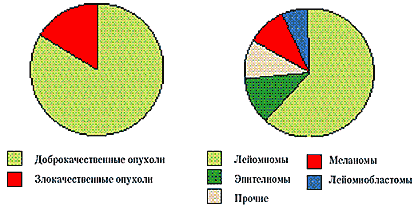 Доброкачественные опухоли
Злокачественные опухоли
Лейомиомы
Меланомы
Эпителиомы
Лейомиобластомы
Прочие